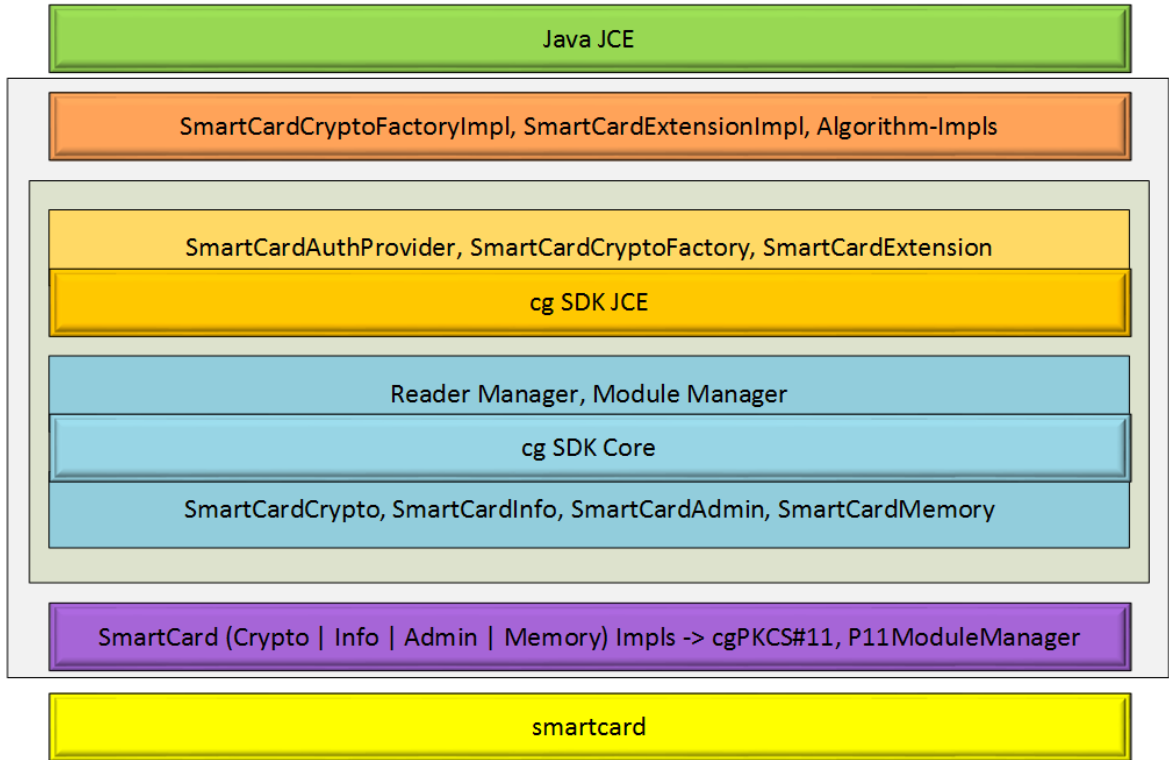 Java JCE
SmartCardCryptoFactoryImpl, SmartCardExtensionImpl, Algorithm-Impls
SmartCardAuthProvider, SmartCardCryptoFactory, SmartCardExtension
cg SDK JCE
Reader Manager, Module Manager
cg SDK Core
SmartCardCrypto, SmartCardInfo, SmartCardAdmin, SmartCardMemory
SmartCard (Crypto | Info | Admin | Memory) Impls -> cgPKCS#11, P11ModuleManager
smartcard